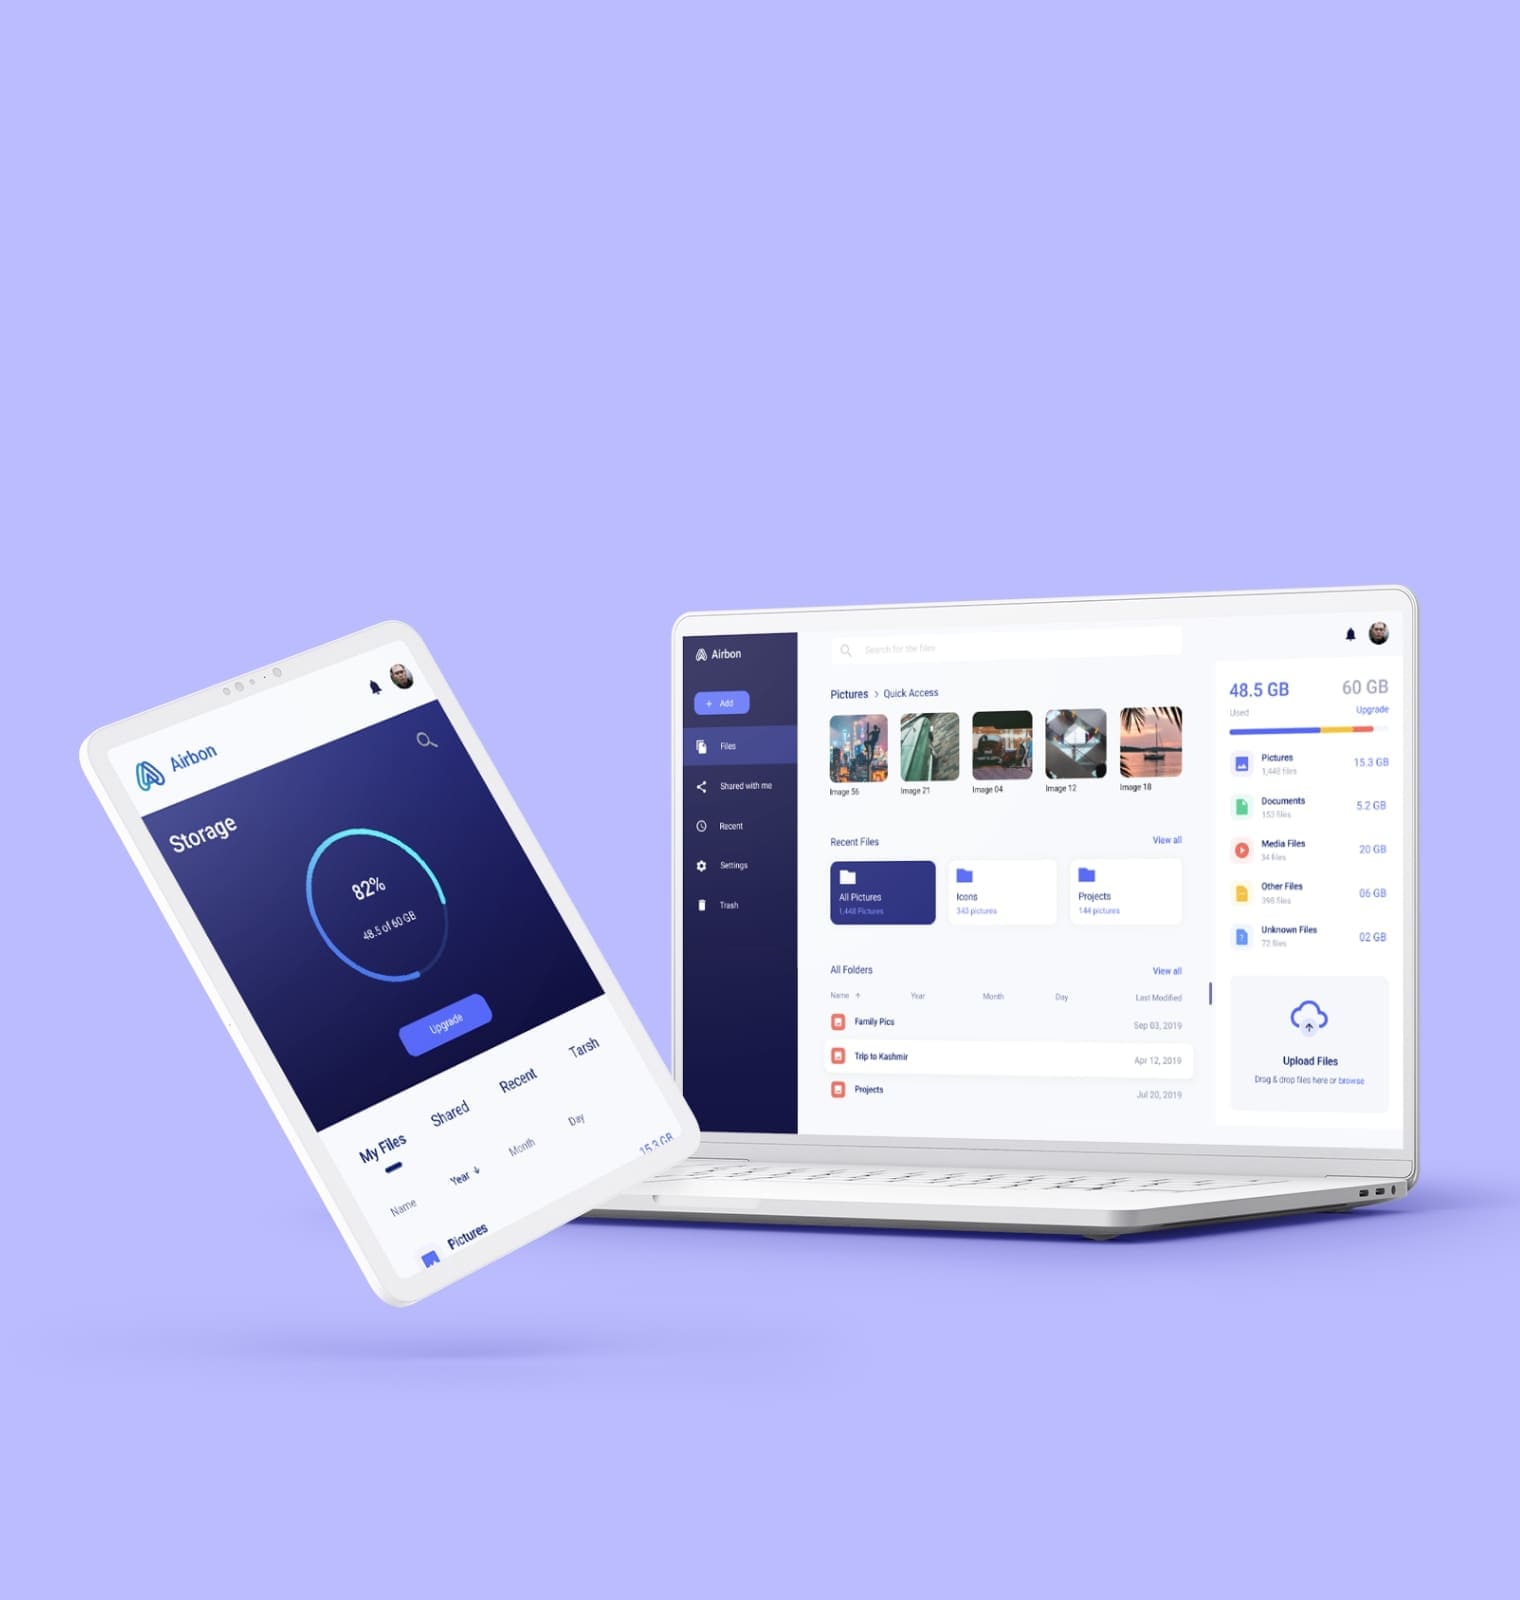 Airbon
Storage
82%
48.5 of 60 GB
Upgrade
My Files
Shared
Recent
Tarsh
Name
Year
Month
Day
15.3 GB
Pictures
Airbon
Search for the files
+ Add
Files
Shared with me
Recent
Settings
Trash
Pictures > Quick Access
Image 56
Image 21
Image 04
Image 12
Image 18
Recent Files
View all
All Pictures
1,448 Pictures
Icons
343 pictures
Projects
144 pictures
All Folders
View all
Name
Year
Month
Day
Last Modified
Family Pics
Sep 03, 2019
Trip to Kashmir
Apr 12, 2019
Projects
Jul 20, 2019
48.5 GB
60 GB
Used
Upgrade
Pictures
15.3 GB
1,448 files
Documents
5.2 GB
153 files
Media Files
20 GB
34 files
Other Files
06 GB
398 files
Unknown Files
02 GB
72 files
Upload Files
Drag & drop files here or browse